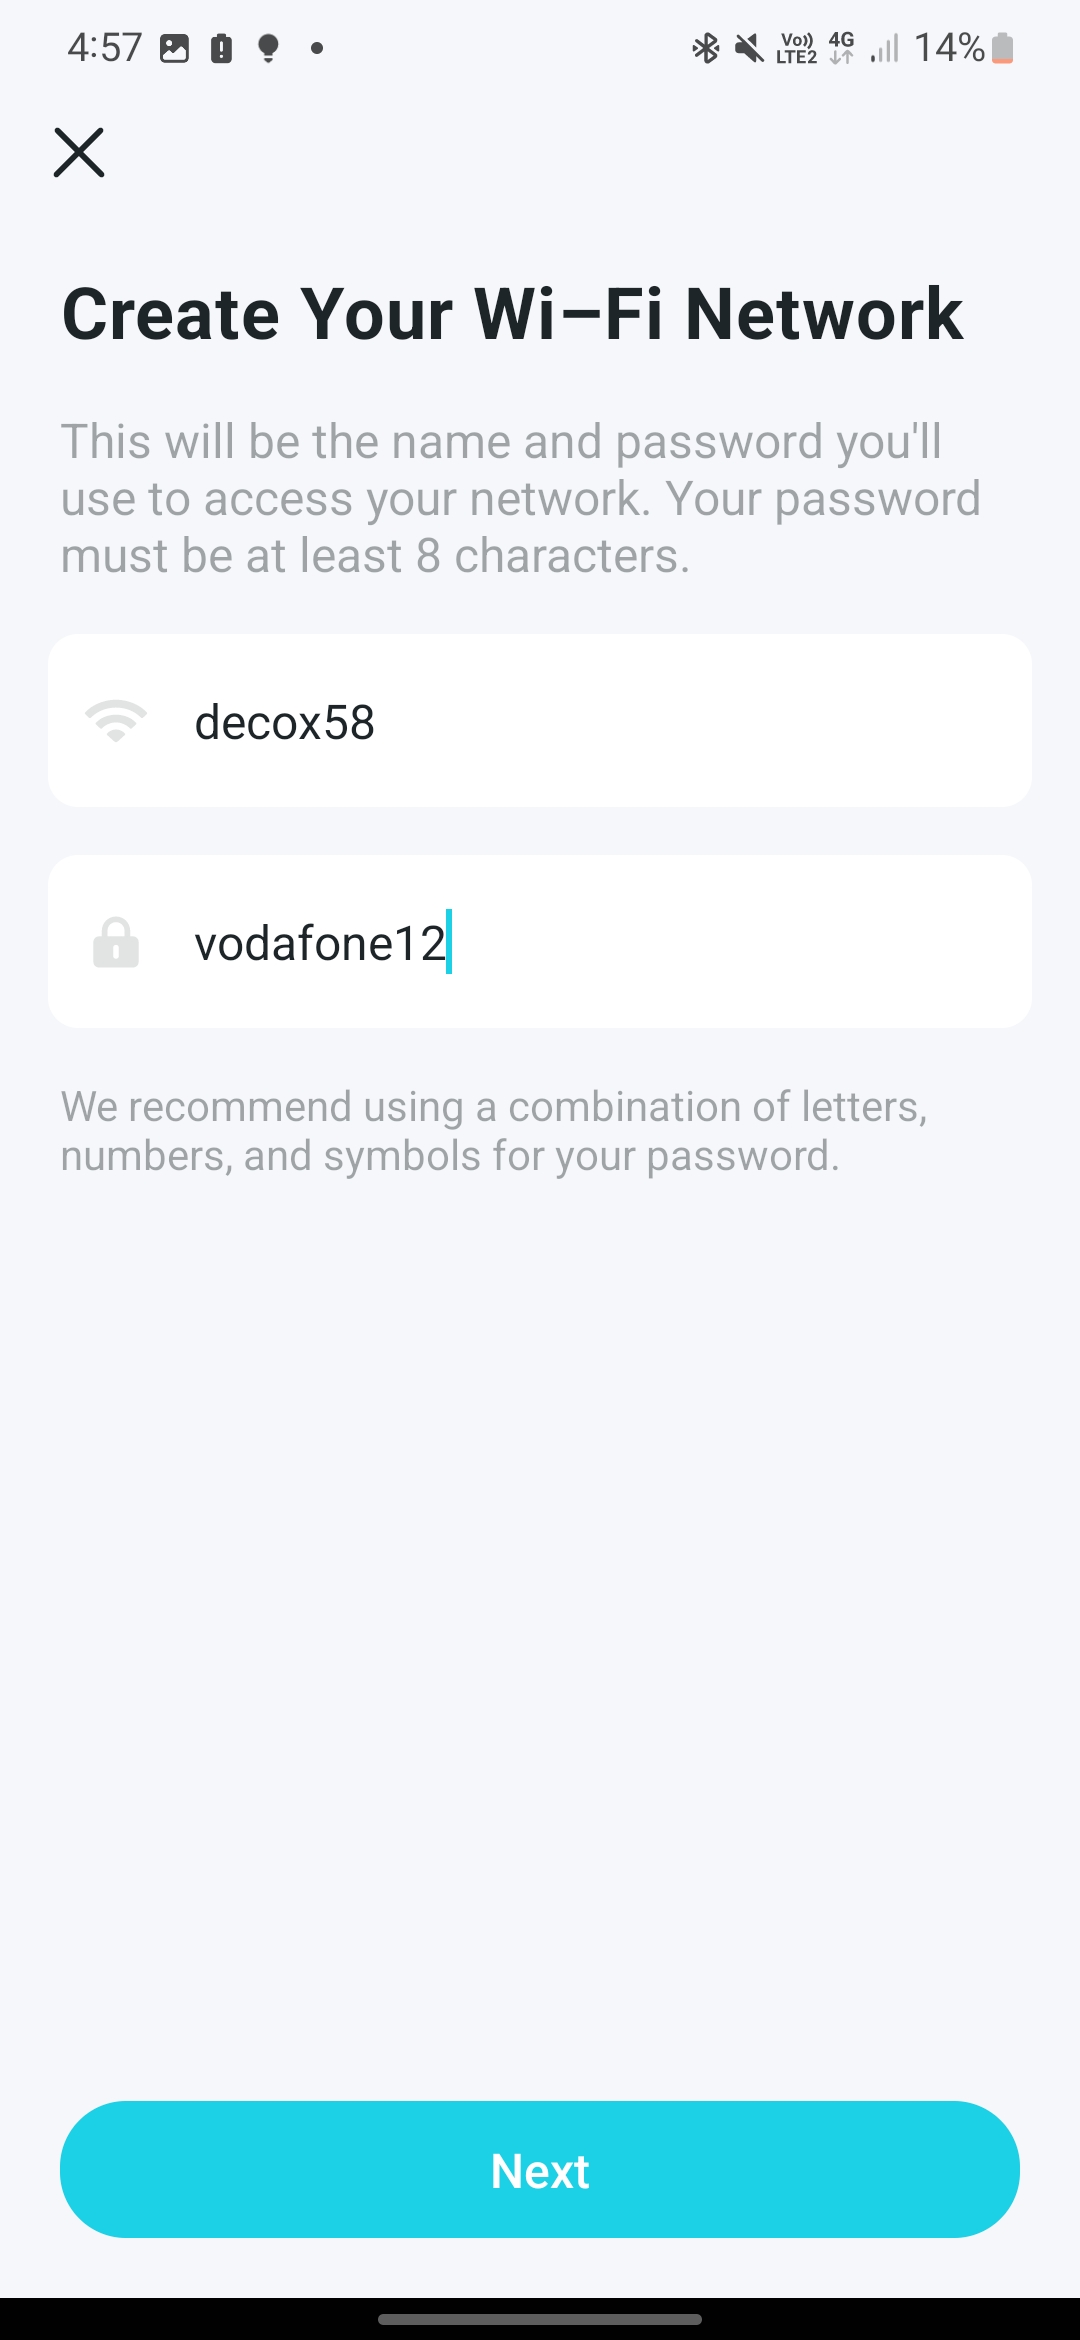 4:57
Vo)) LTE2 4G 14%
Create Your Wi-Fi Network
This will be the name and password you'll
use to access your network. Your password
must be at least 8 characters.
decox58
vodafone12
We recommend using a combination of letters,
numbers, and symbols for your password.
Next